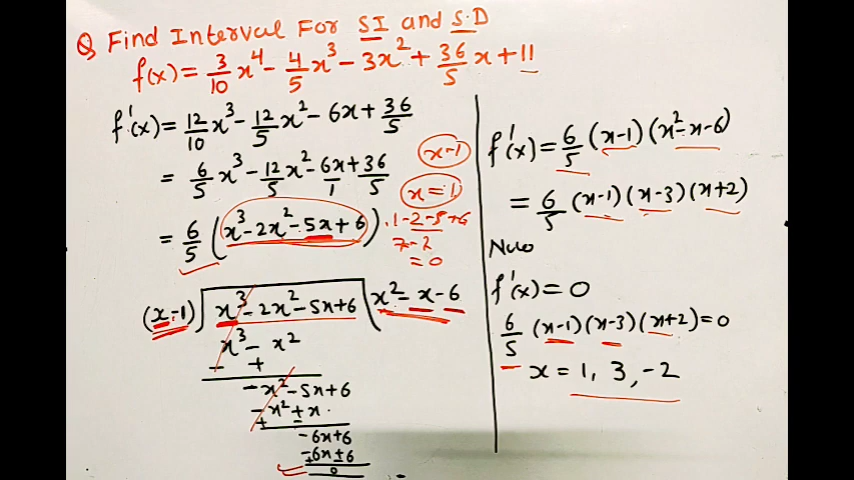 Q Find Interval For SI and S.D
f(x) = 3/10 x⁴ - 4/5 x³ - 3x² + 36/5 x + 11
f'(x) = 12/10 x³ - 12/5 x² - 6x + 36/5
= 6/5 x³ - 12/5 x² - 6x/1 + 36/5
x-1
x=1
= 6/5 (x³ - 2x² - 5x + 6)
1-2-5+6
7-2
=0
(x-1) ) x³ - 2x² - 5x + 6 ( x² - x - 6
x³ - x²
- +
-x² - 5x + 6
-x² + x
+ -
-6x+6
-6x+6
+ -
0
f'(x) = 6/5 (x-1)(x²-x-6)
= 6/5 (x-1)(x-3)(x+2)
f'(x) = 0
6/5 (x-1)(x-3)(x+2) = 0
x = 1, 3, -2